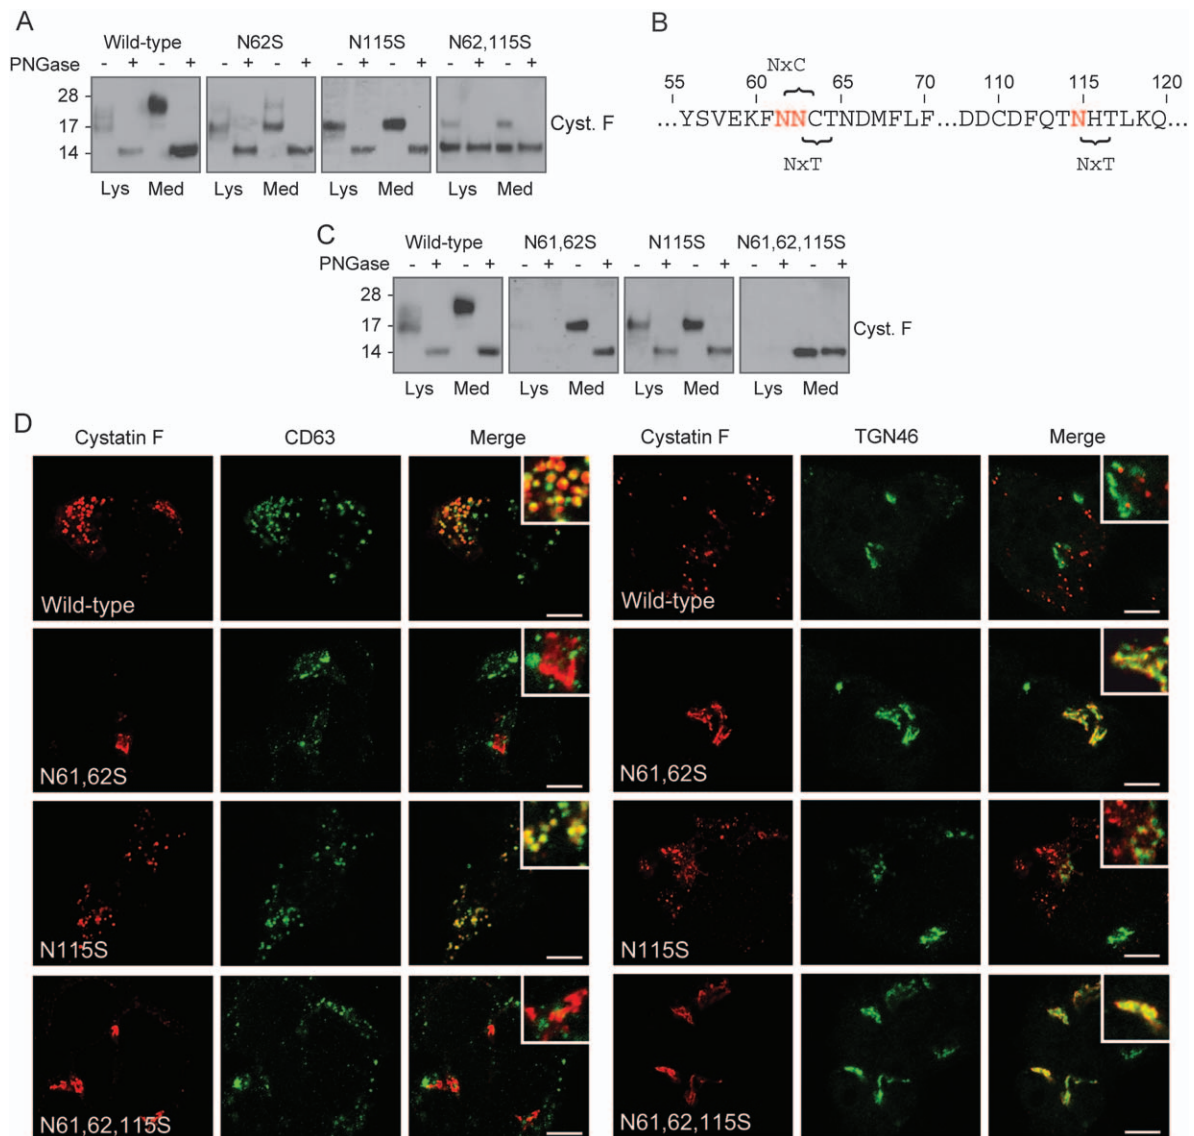 A
Wild-type N62S N115S N62,115S
PNGase - + - + - + - + - + - + - + - +
28
17
14
Cyst. F
Lys Med Lys Med Lys Med Lys Med
B
NxC
55 60 65 70 110 115 120
...YSVEKFNNCTNDMFLF...DDCDFQTNHTLKQ...
NxT NxT
C
Wild-type N61,62S N115S N61,62,115S
PNGase - + - + - + - + - + - + - + - +
28
17
14
Cyst. F
Lys Med Lys Med Lys Med Lys Med
D
Cystatin F CD63 Merge Cystatin F TGN46 Merge
Wild-type Wild-type
N61,62S N61,62S
N115S N115S
N61,62,115S N61,62,115S